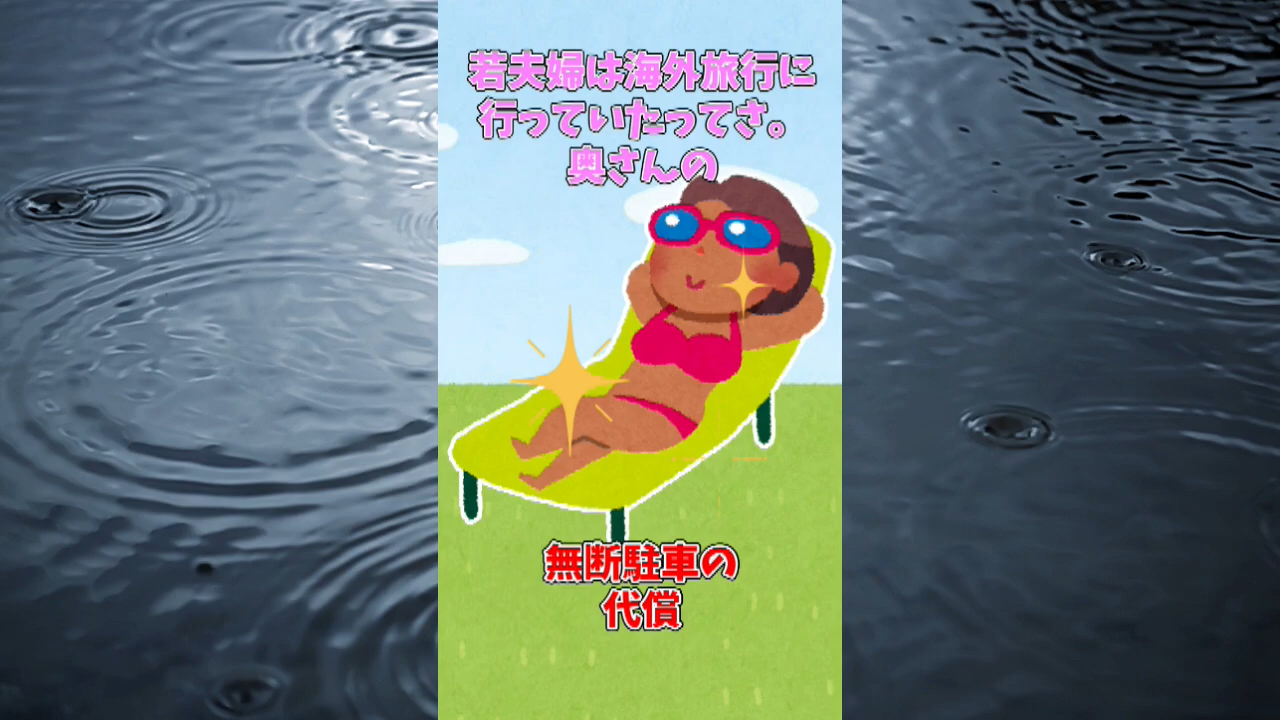 若夫婦は海外旅行に
行っていたってさ。
奥さんの
無断駐車の
代償